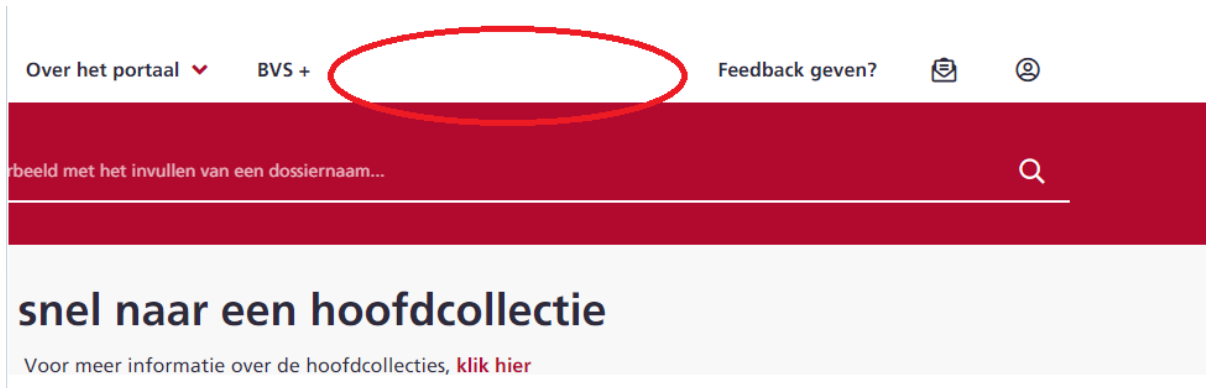 Over het portaal BVS + Feedback geven?
rbeeld met het invullen van een dossiernaam...
snel naar een hoofdcollectie
Voor meer informatie over de hoofdcollecties, klik hier